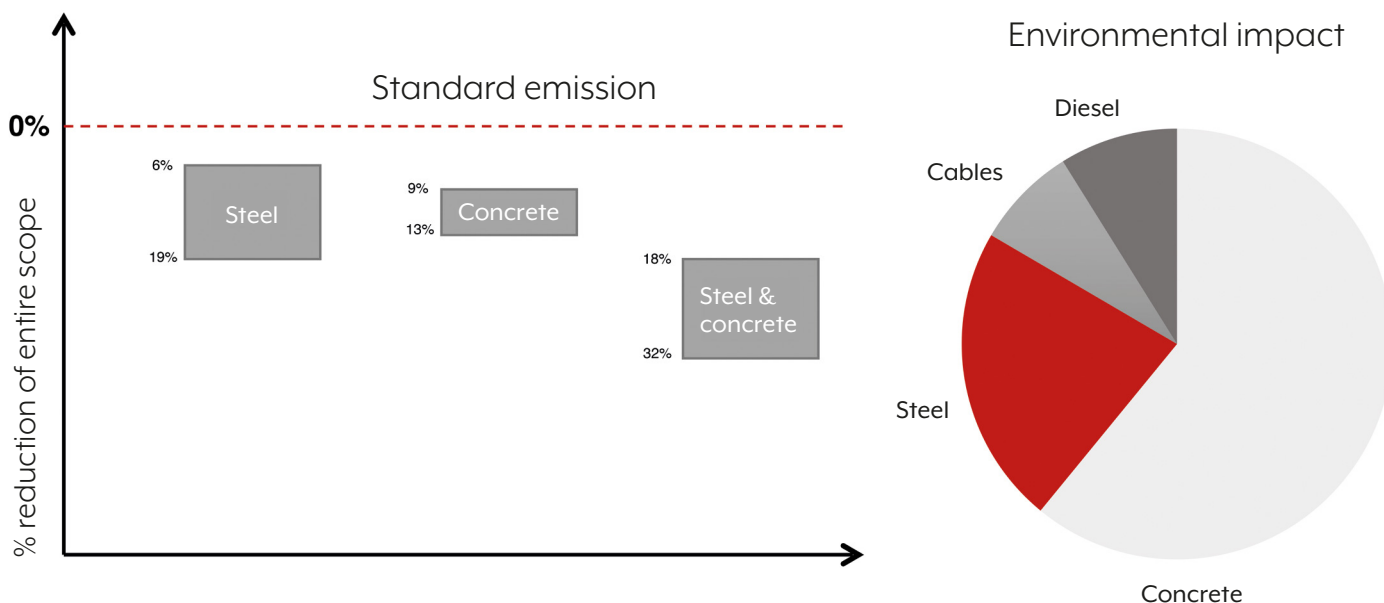 Standard emission
0%
% reduction of entire scope
6%
Steel
19%
9%
Concrete
13%
18%
Steel &
concrete
32%
Environmental impact
Diesel
Cables
Steel
Concrete